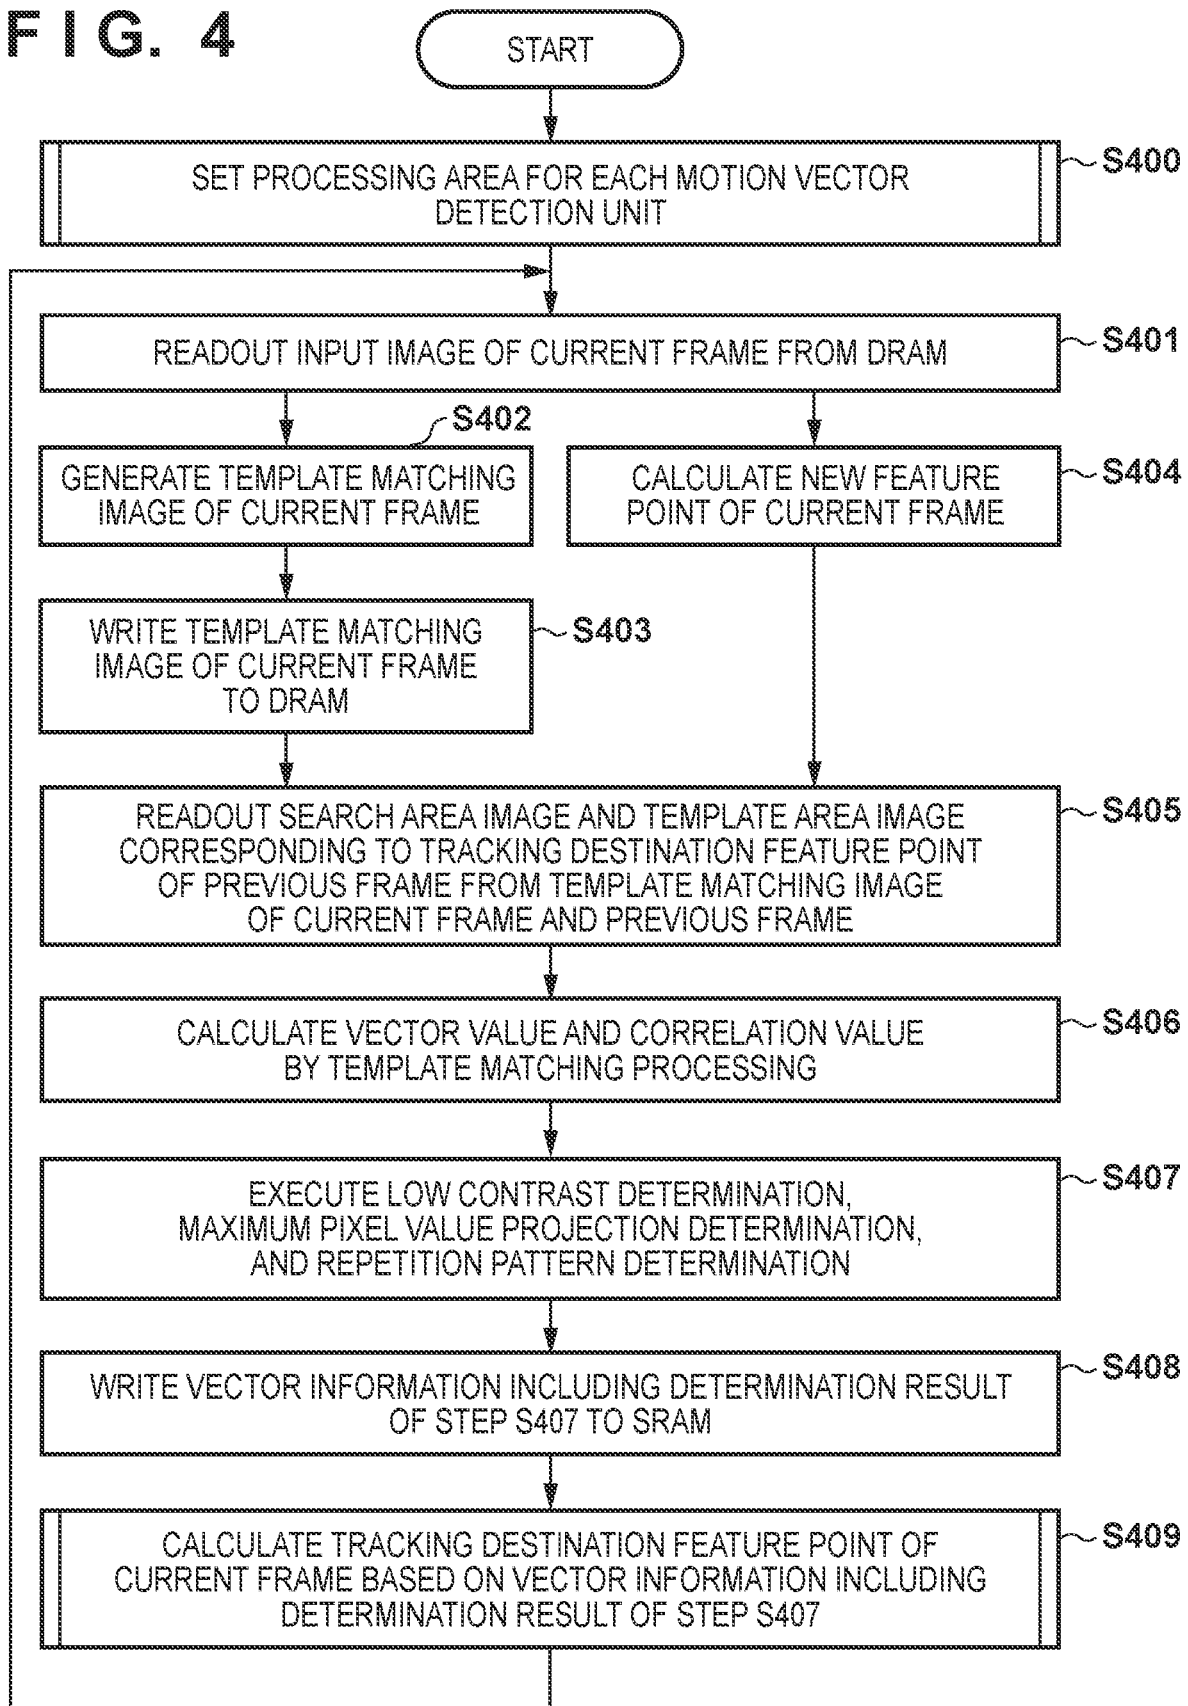 FIG. 4
START
SET PROCESSING AREA FOR EACH MOTION VECTOR
DETECTION UNIT
S400
READOUT INPUT IMAGE OF CURRENT FRAME FROM DRAM
S401
S402
GENERATE TEMPLATE MATCHING
IMAGE OF CURRENT FRAME
CALCULATE NEW FEATURE
POINT OF CURRENT FRAME
S404
WRITE TEMPLATE MATCHING
IMAGE OF CURRENT FRAME
TO DRAM
S403
READOUT SEARCH AREA IMAGE AND TEMPLATE AREA IMAGE
CORRESPONDING TO TRACKING DESTINATION FEATURE POINT
OF PREVIOUS FRAME FROM TEMPLATE MATCHING IMAGE
OF CURRENT FRAME AND PREVIOUS FRAME
S405
CALCULATE VECTOR VALUE AND CORRELATION VALUE
BY TEMPLATE MATCHING PROCESSING
S406
EXECUTE LOW CONTRAST DETERMINATION,
MAXIMUM PIXEL VALUE PROJECTION DETERMINATION,
AND REPETITION PATTERN DETERMINATION
S407
WRITE VECTOR INFORMATION INCLUDING DETERMINATION RESULT
OF STEP S407 TO SRAM
S408
CALCULATE TRACKING DESTINATION FEATURE POINT OF
CURRENT FRAME BASED ON VECTOR INFORMATION INCLUDING
DETERMINATION RESULT OF STEP S407
S409